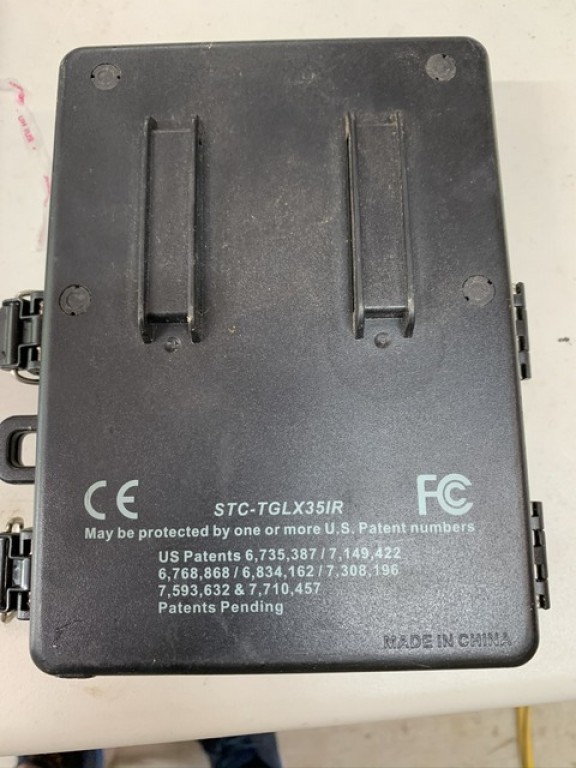 CE
STC-TGLX35IR
FC
May be protected by one or more U.S. Patent numbers
US Patents 6,735,387 / 7,149,422
6,768,868 / 6,834,162 / 7,308,196
7,593,632 & 7,710,457
Patents Pending
MADE IN CHINA